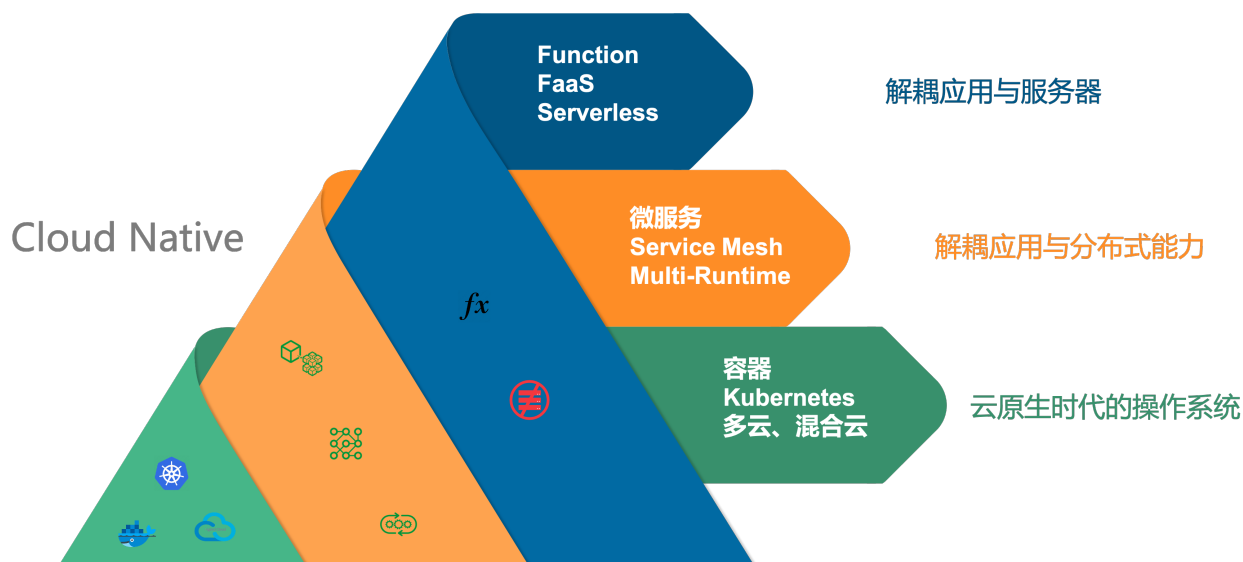 Function
FaaS
Serverless
解耦应用与服务器
Cloud Native
微服务
Service Mesh
Multi-Runtime
解耦应用与分布式能力
fx
容器
Kubernetes
多云、混合云
云原生时代的操作系统